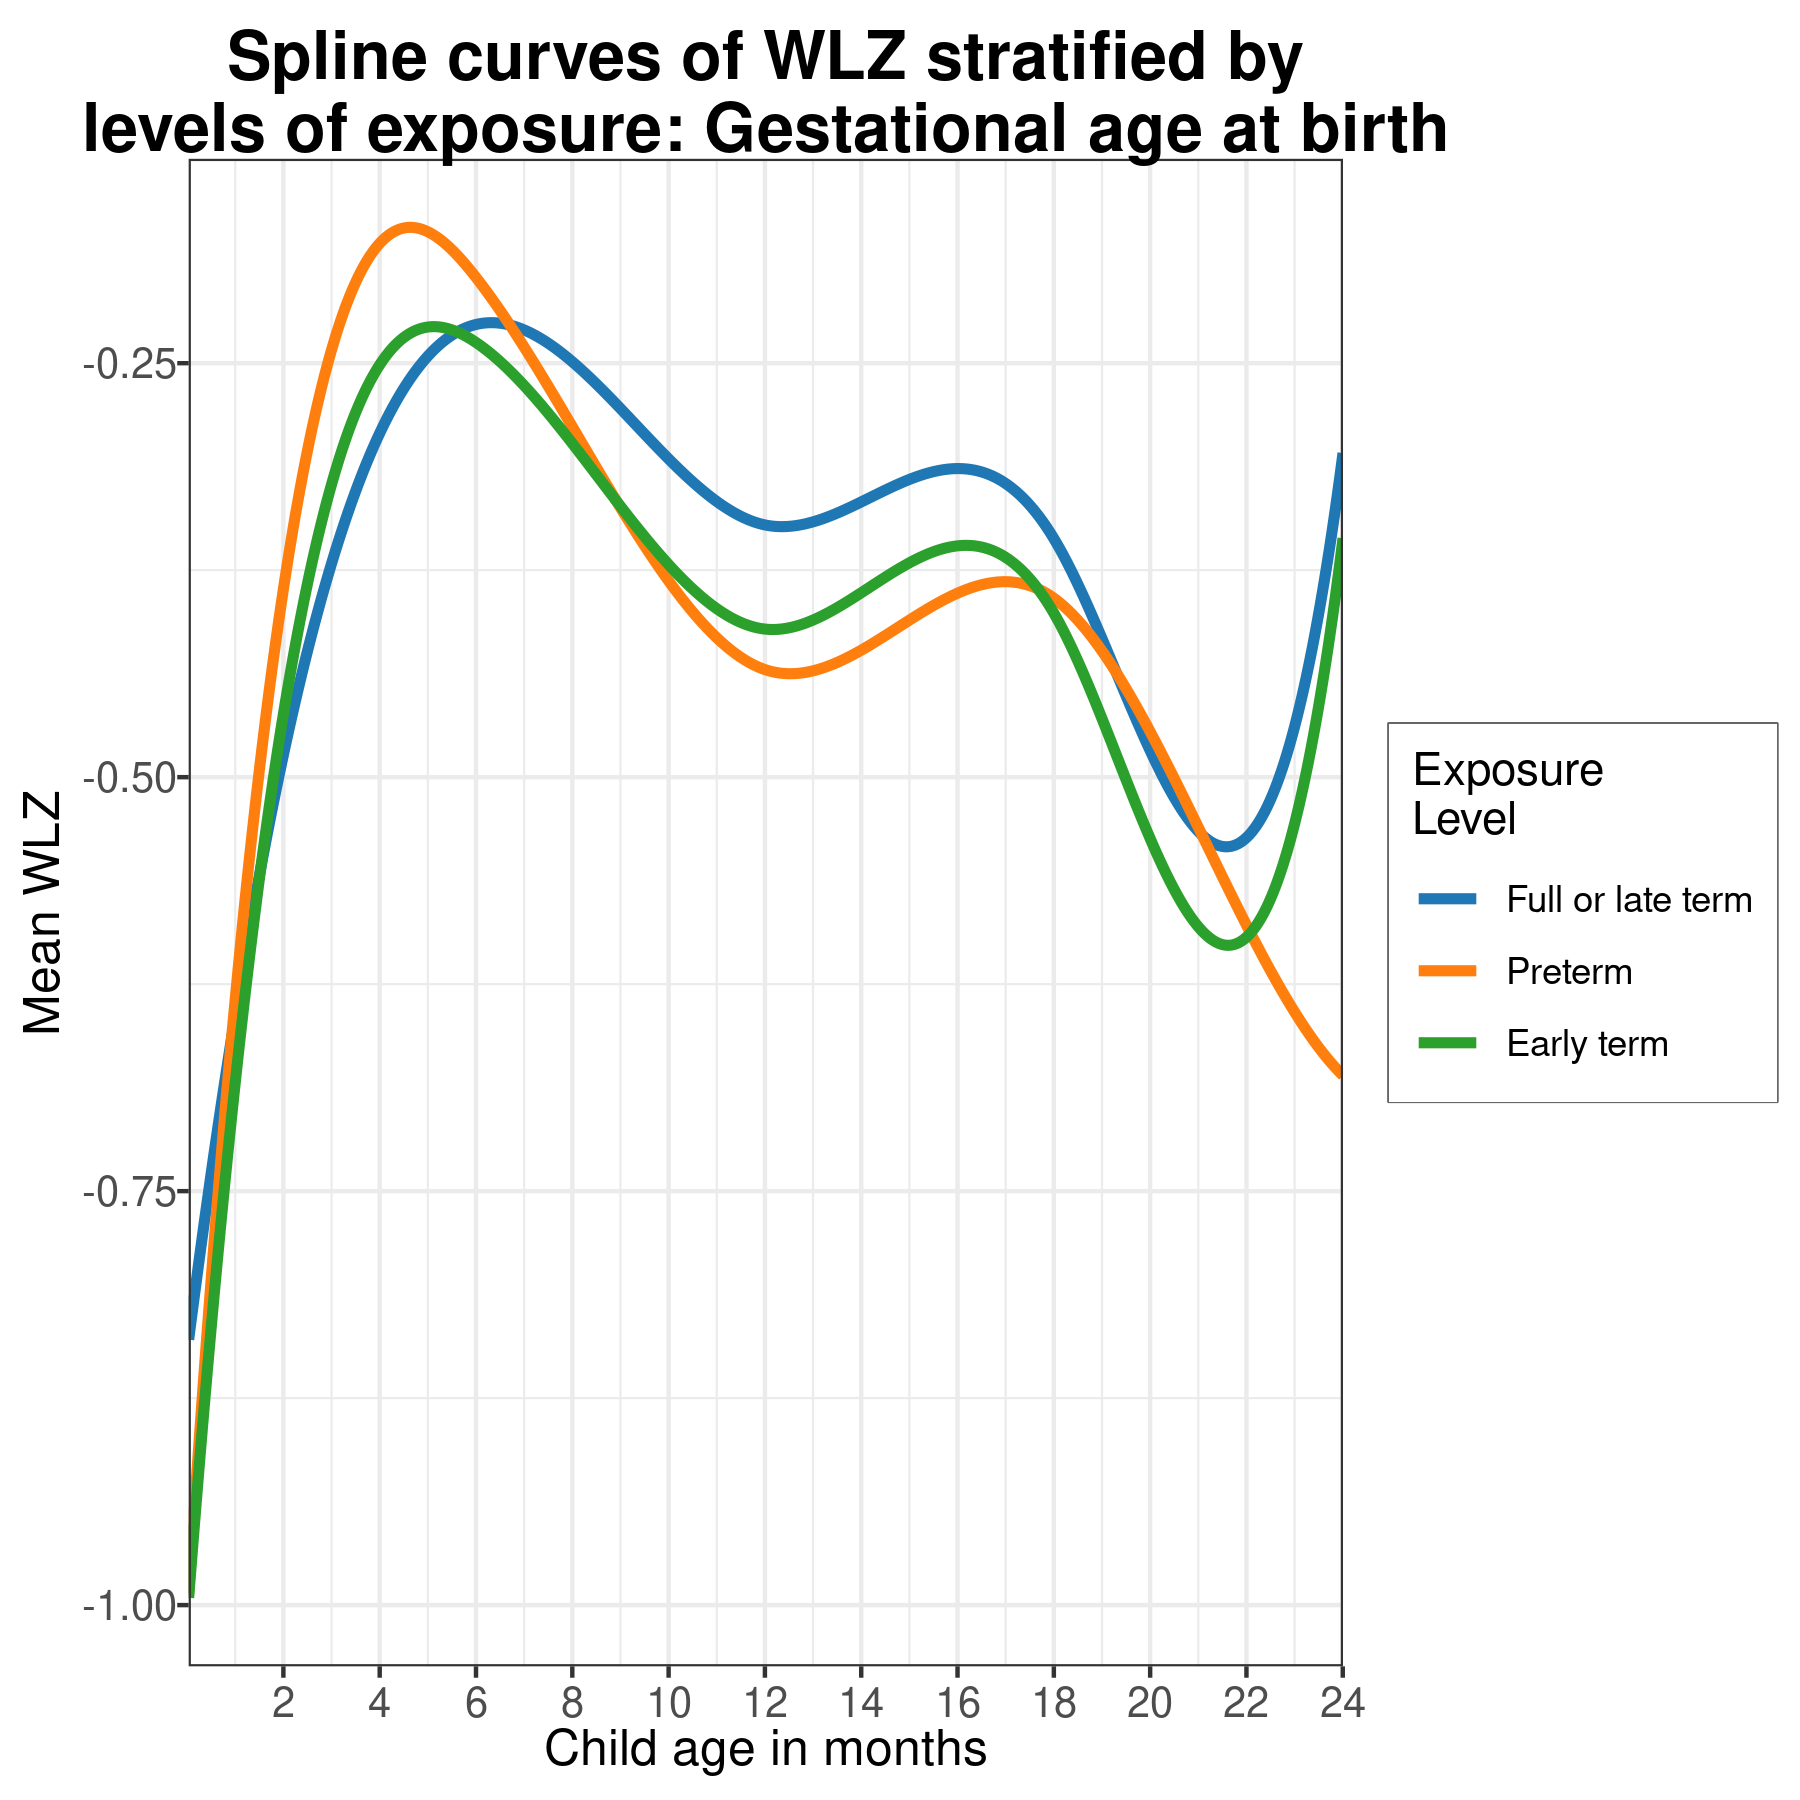 Spline curves of WLZ stratified by
levels of exposure: Gestational age at birth
Mean WLZ
-0.25
-0.50
-0.75
-1.00
2 4 6 8 10 12 14 16 18 20 22 24
Child age in months
Exposure
Level
Full or late term
Preterm
Early term